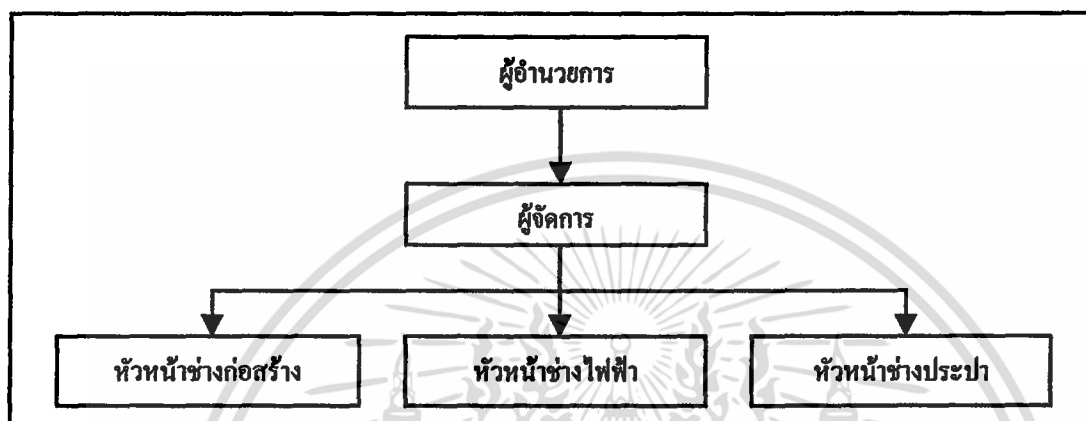 ผู้อำนวยการ
ผู้จัดการ
หัวหน้าช่างก่อสร้าง
หัวหน้าช่างไฟฟ้า
หัวหน้าช่างประปา